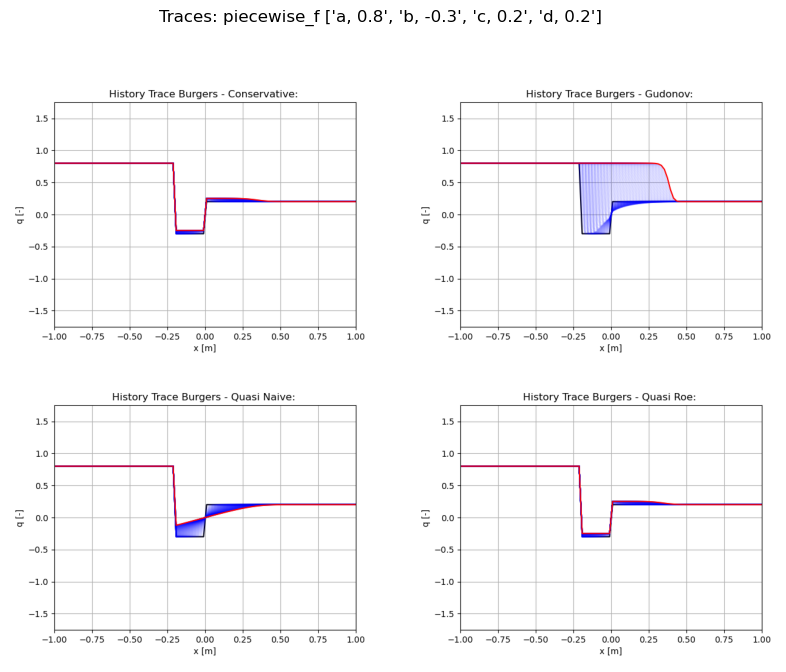 Traces: piecewise_f ['a, 0.8', 'b, -0.3', 'c, 0.2', 'd, 0.2']
History Trace Burgers - Conservative:
1.5
1.0
0.5
0.0
−0.5
−1.0
−1.5
q [-]
−1.00 −0.75 −0.50 −0.25 0.00 0.25 0.50 0.75 1.00
x [m]
History Trace Burgers - Gudonov:
1.5
1.0
0.5
0.0
−0.5
−1.0
−1.5
q [-]
−1.00 −0.75 −0.50 −0.25 0.00 0.25 0.50 0.75 1.00
x [m]
History Trace Burgers - Quasi Naive:
1.5
1.0
0.5
0.0
−0.5
−1.0
−1.5
q [-]
−1.00 −0.75 −0.50 −0.25 0.00 0.25 0.50 0.75 1.00
x [m]
History Trace Burgers - Quasi Roe:
1.5
1.0
0.5
0.0
−0.5
−1.0
−1.5
q [-]
−1.00 −0.75 −0.50 −0.25 0.00 0.25 0.50 0.75 1.00
x [m]